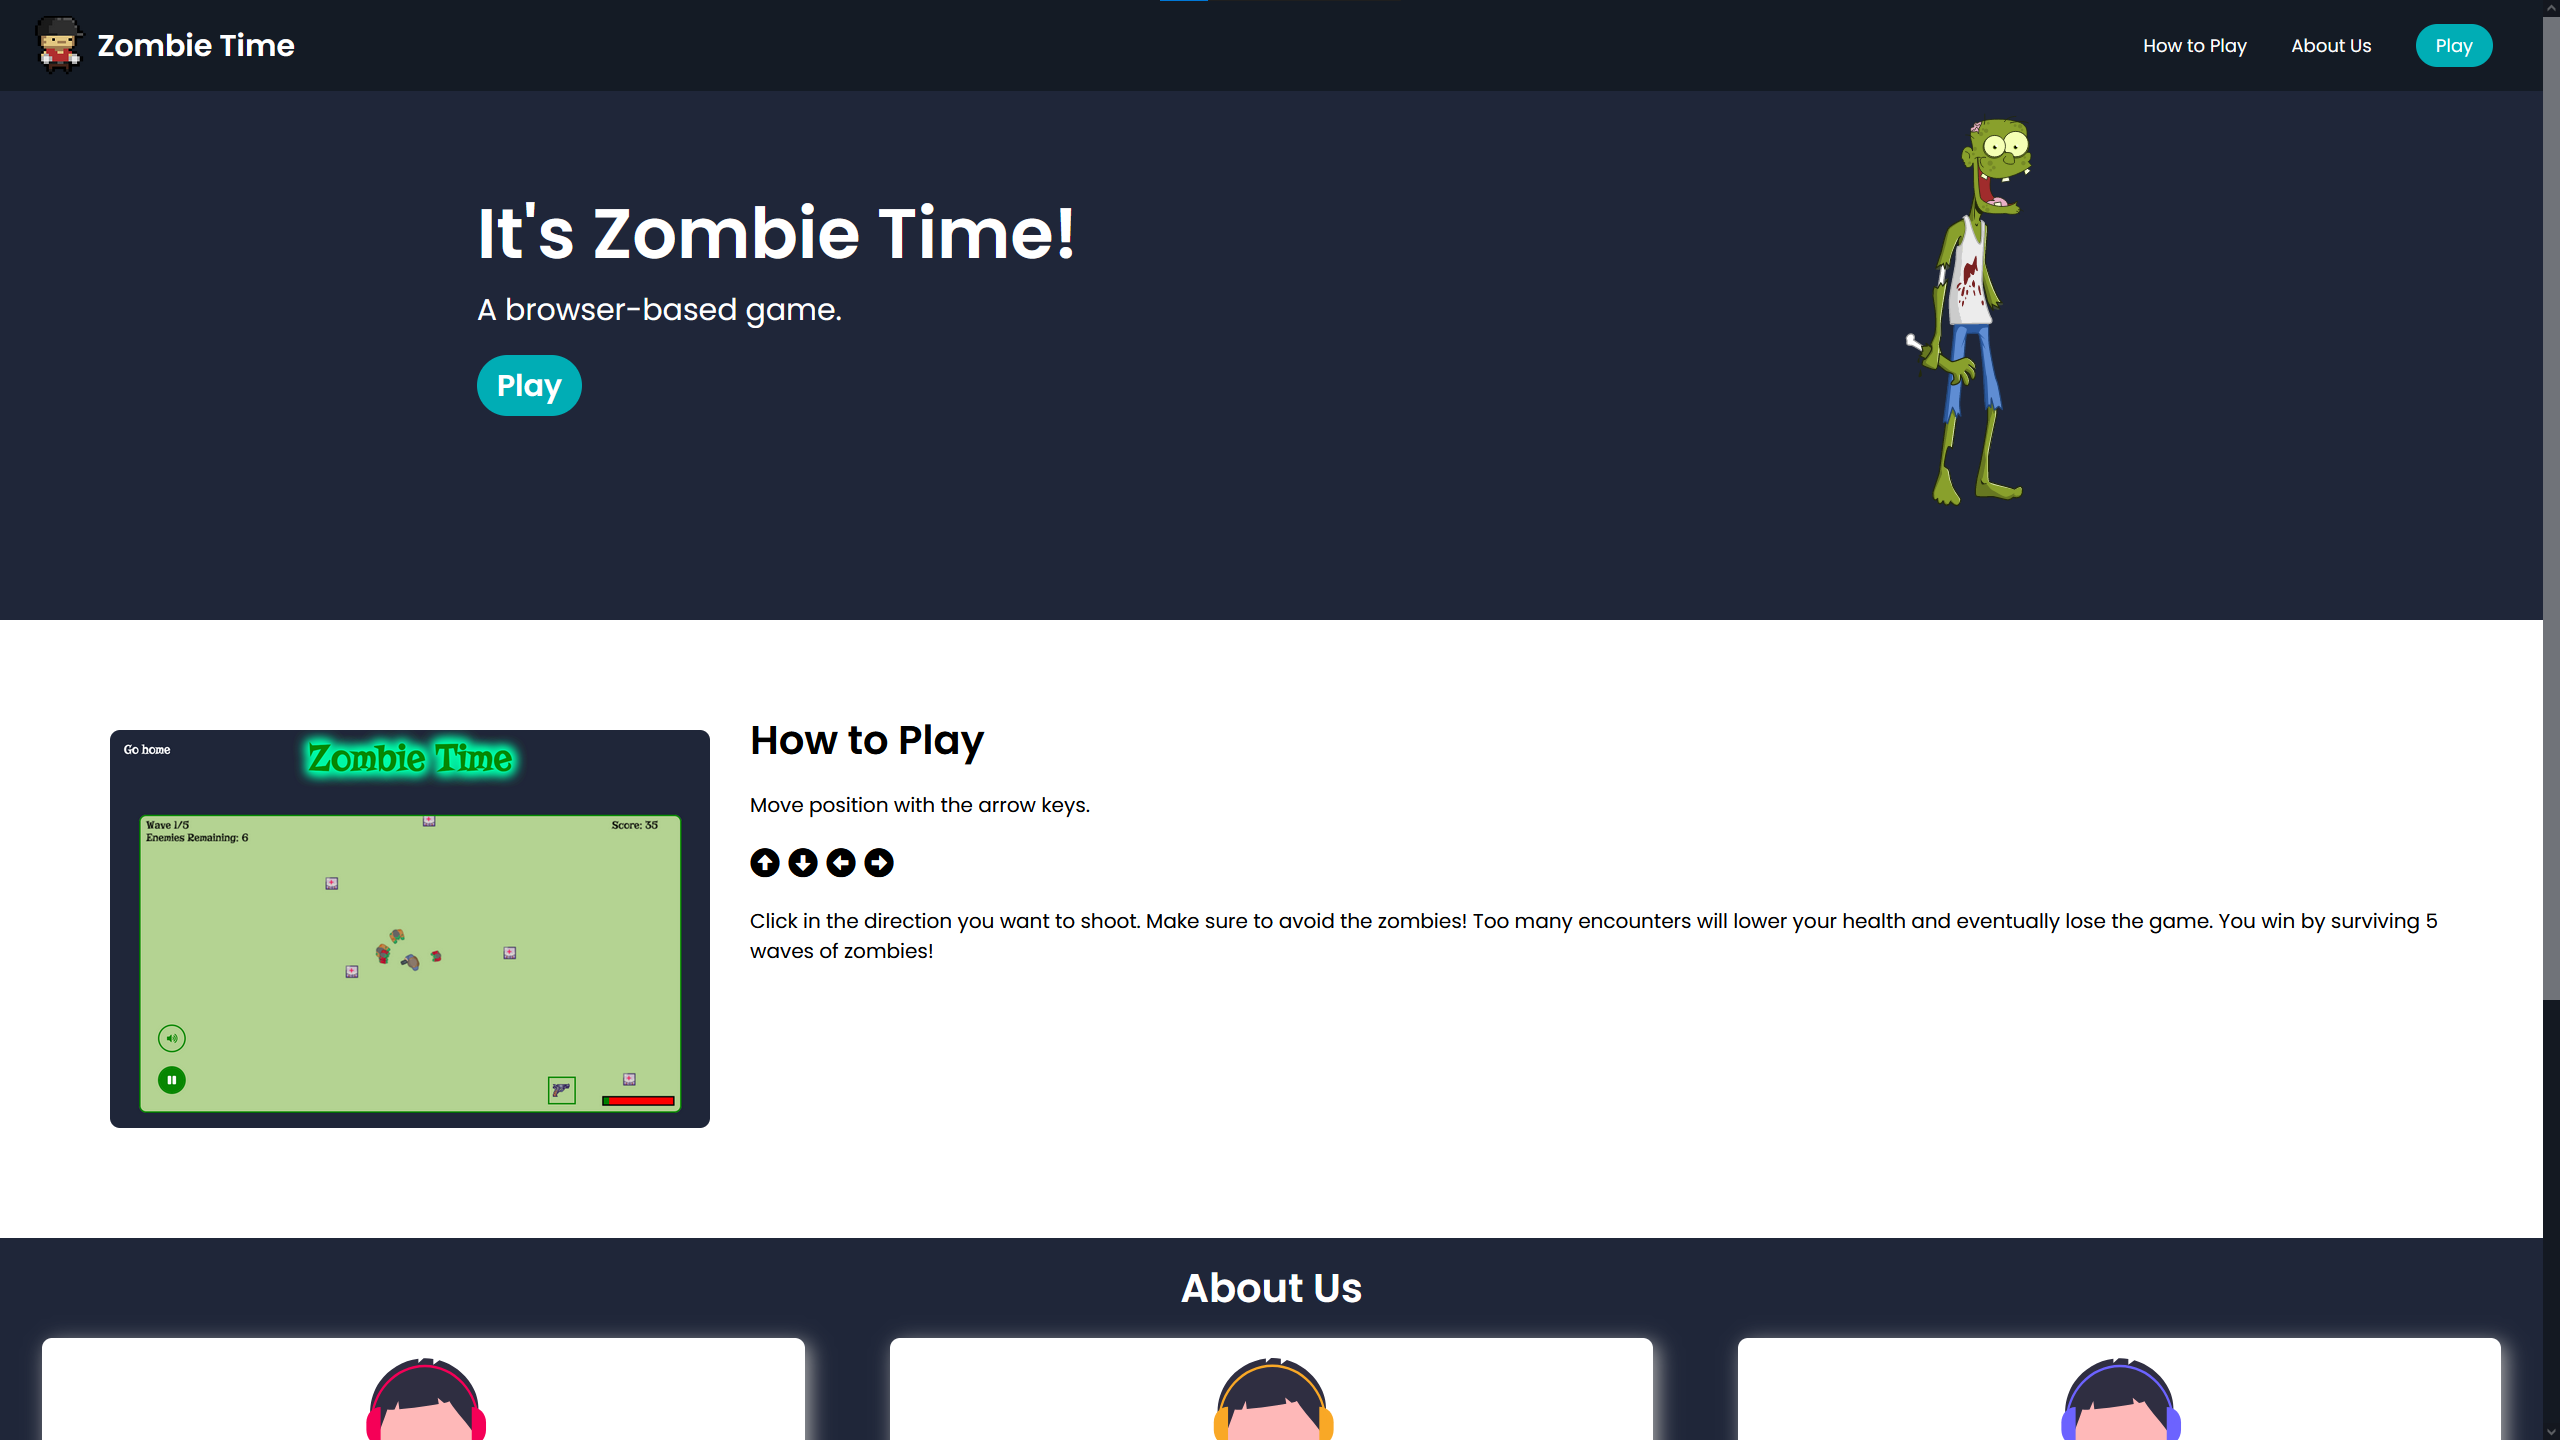 Zombie Time
How to Play
About Us
Play
It's Zombie Time!
A browser-based game.
Play
Go home
Zombie Time
Wave 1/5
Enemies Remaining: 6
Score: 35
How to Play
Move position with the arrow keys.
Click in the direction you want to shoot. Make sure to avoid the zombies! Too many encounters will lower your health and eventually lose the game. You win by surviving 5
waves of zombies!
About Us